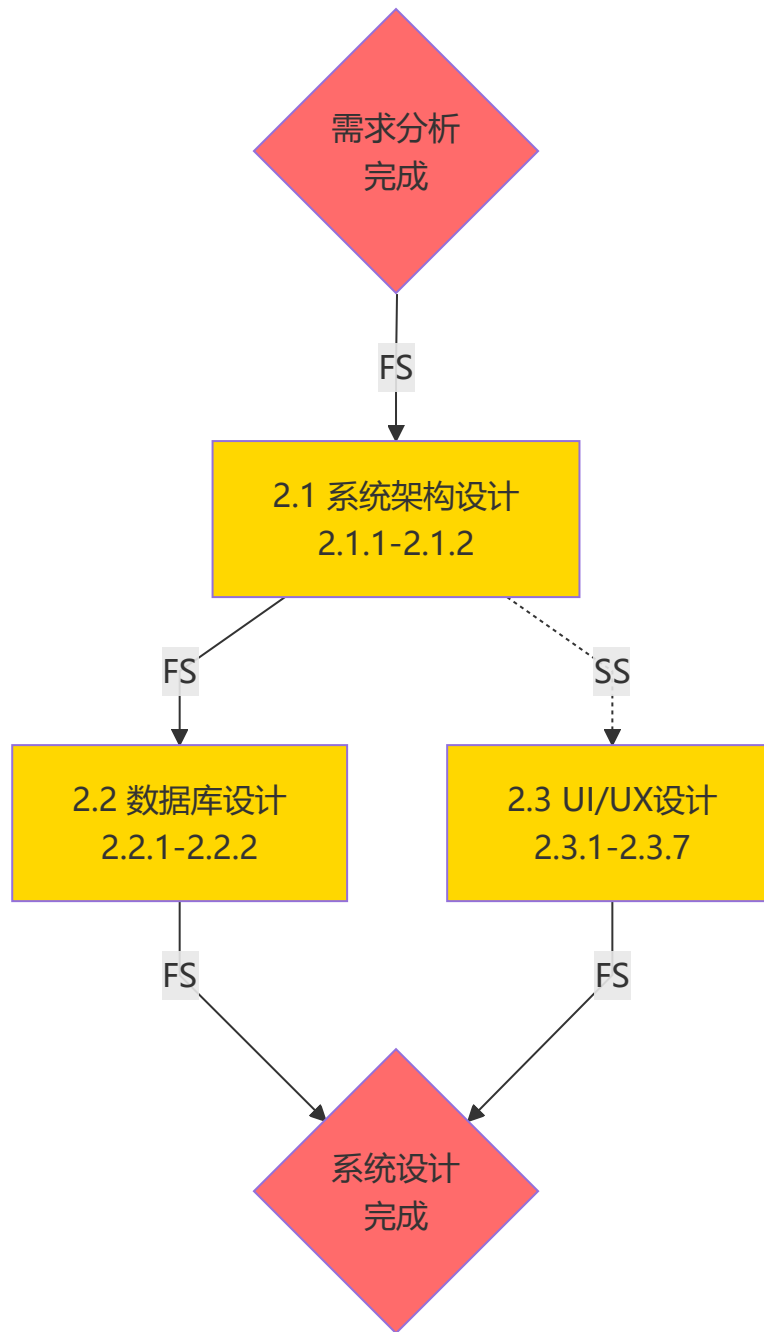 需求分析
完成
FS
2.1 系统架构设计
2.1.1-2.1.2
FS
SS
2.2 数据库设计
2.2.1-2.2.2
2.3 UI/UX设计
2.3.1-2.3.7
FS
FS
系统设计
完成